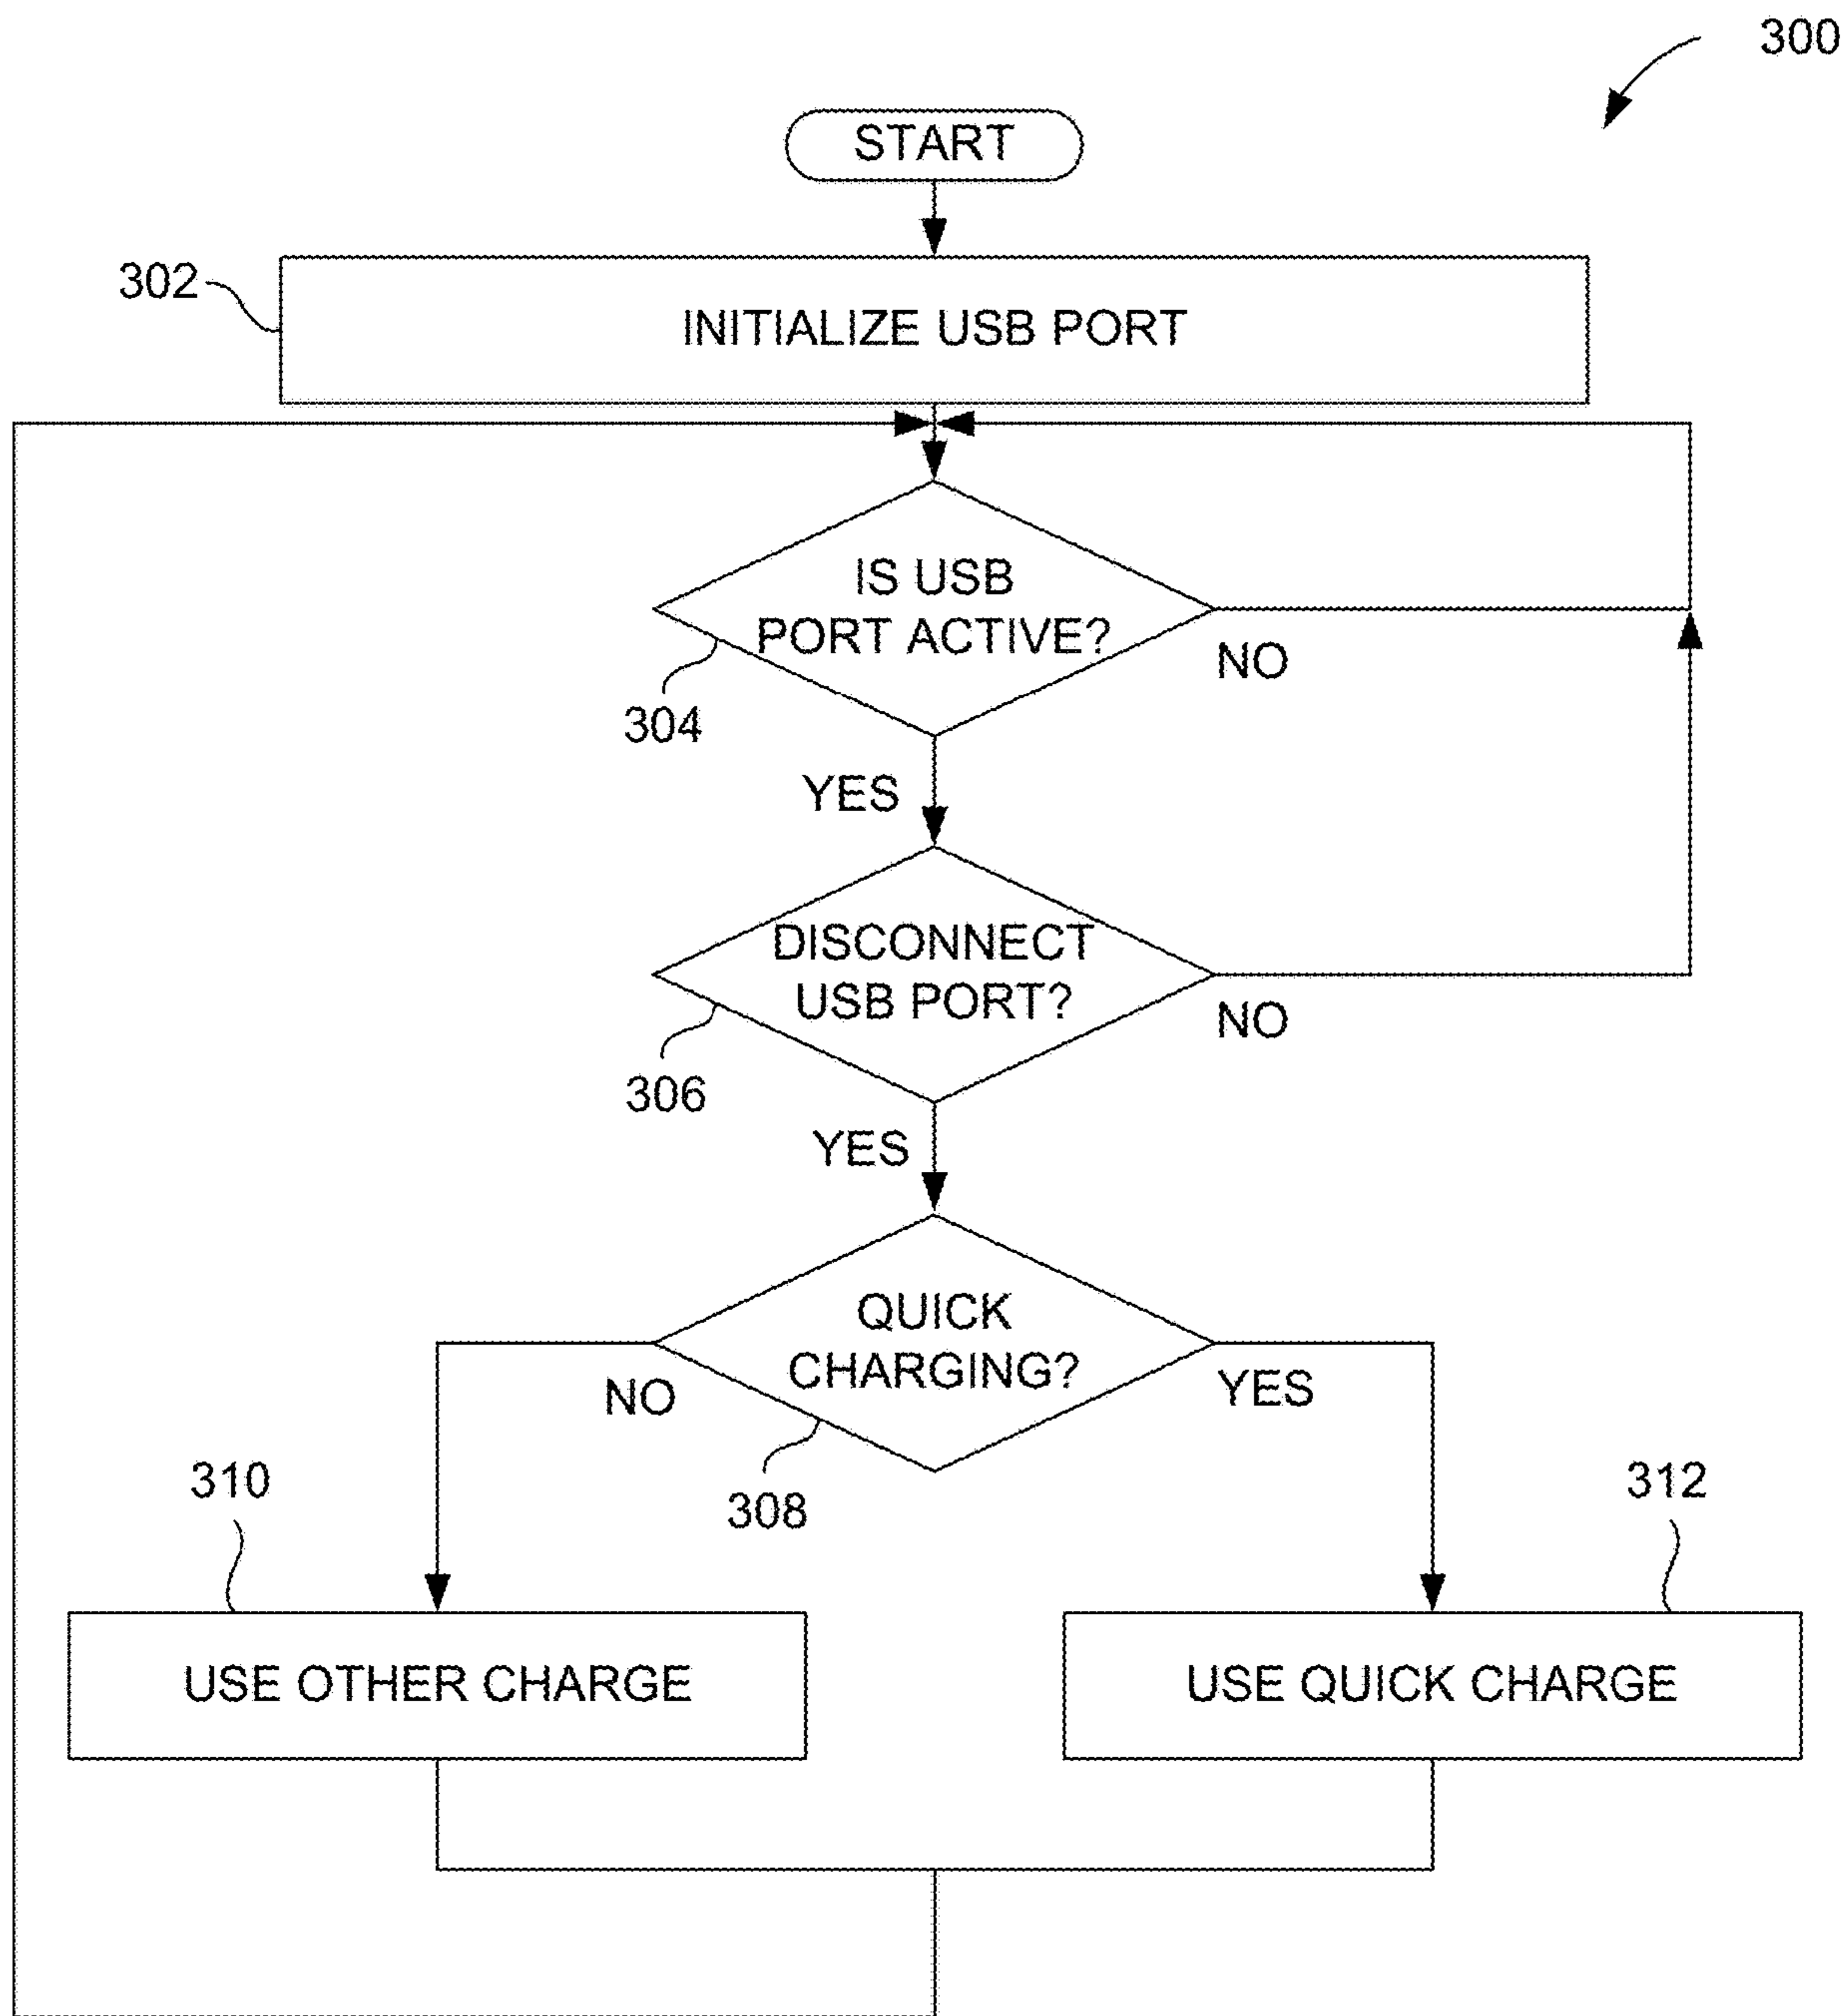 300
START
302
INITIALIZE USB PORT
IS USB
PORT ACTIVE?
NO
304
YES
DISCONNECT
USB PORT?
NO
306
YES
QUICK
CHARGING?
NO
YES
308
310
312
USE OTHER CHARGE
USE QUICK CHARGE